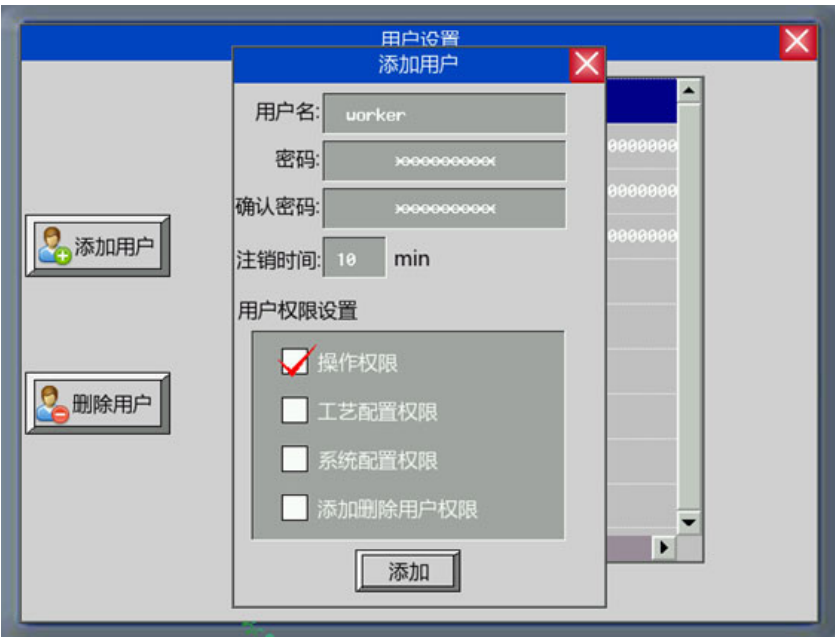 用户设置
添加用户
用户名: worker
密码: xxxxxxxxxxx
确认密码: xxxxxxxxxxx
注销时间: 10 min
用户权限设置
操作权限
工艺配置权限
系统配置权限
添加删除用户权限
添加
添加用户
删除用户
0000000
0000000
0000000